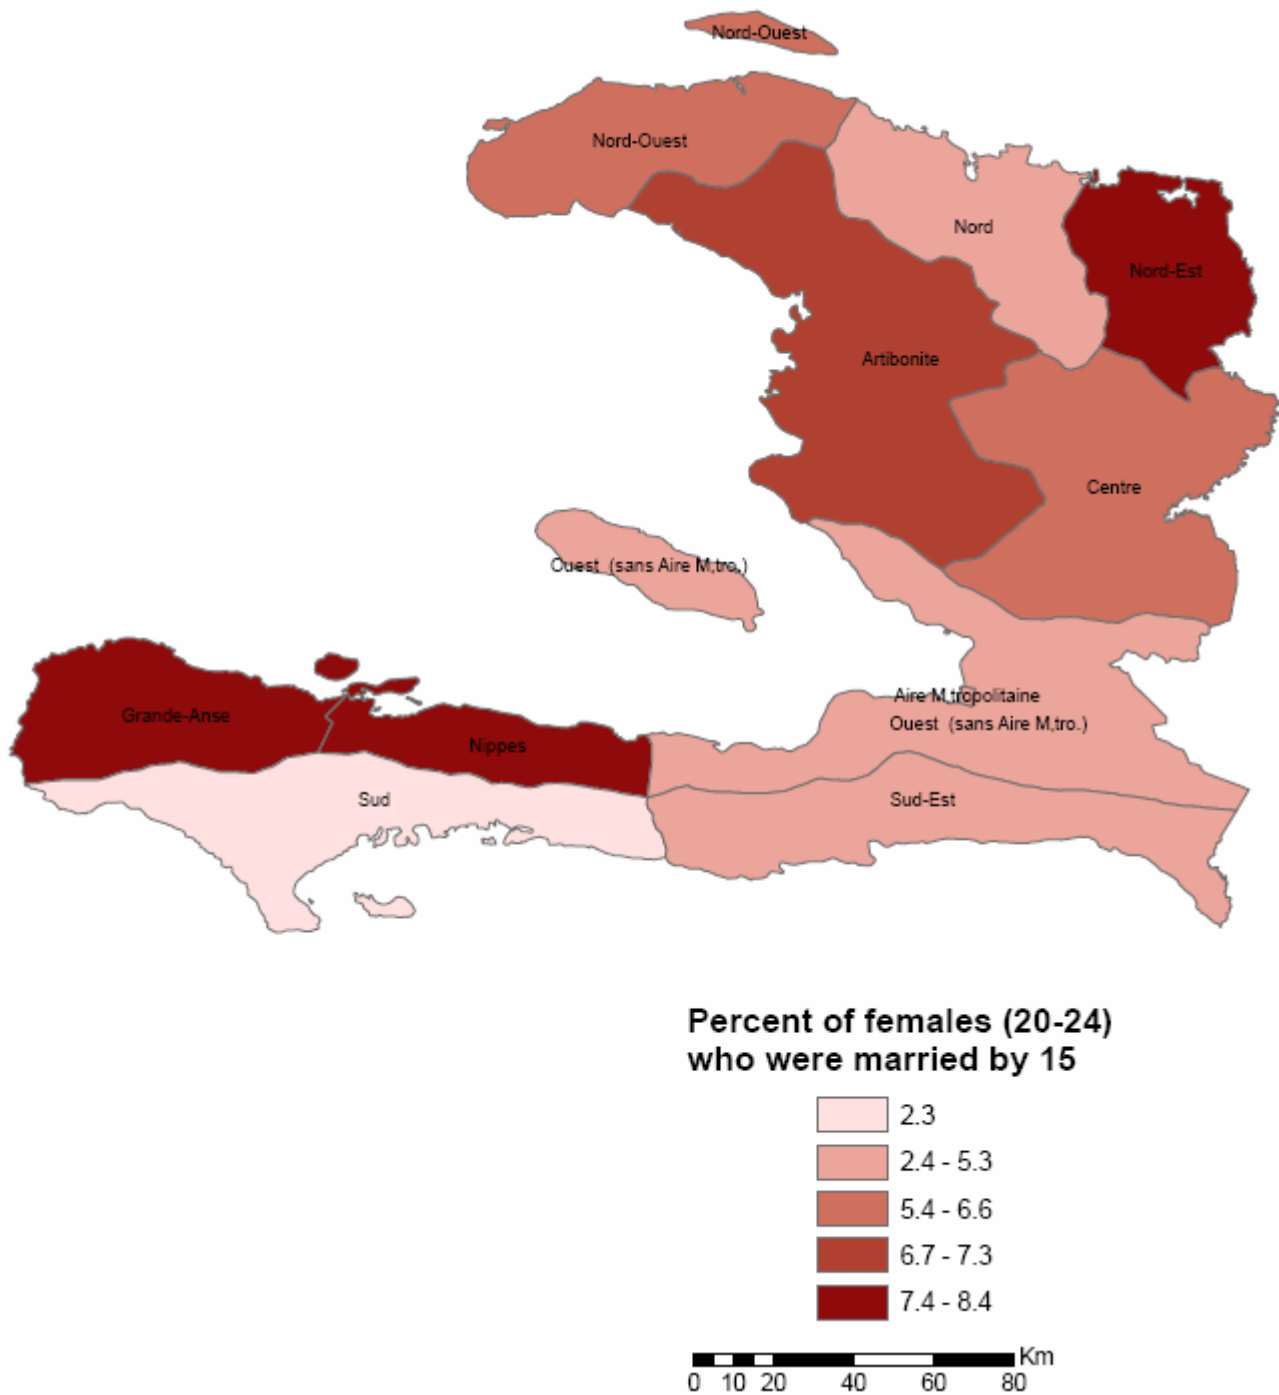 Nord-Ouest
Nord-Ouest
Nord
Nord-Est
Artibonite
Centre
Ouest (sans Aire M,tro.)
Aire M,tropolitaine
Grande-Anse
Ouest (sans Aire M,tro.)
Nippes
Sud
Sud-Est
Percent of females (20-24)
who were married by 15
2.3
2.4 - 5.3
5.4 - 6.6
6.7 - 7.3
7.4 - 8.4
Km
0 10 20 40 60 80